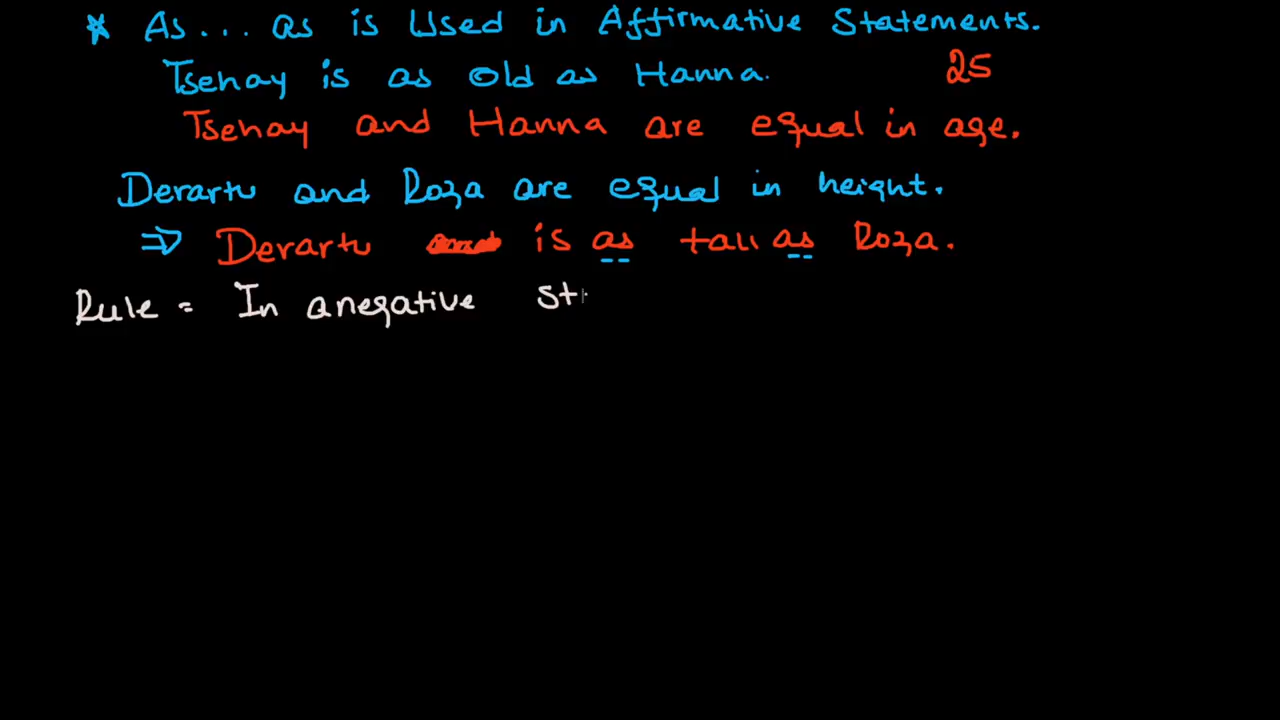 * As... as is Used in Affirmative Statements.
Tsehay is as old as Hanna. 25
Tsehay and Hanna are equal in age.
Derartu and Roza are equal in height.
⇒ Derartu is as tall as Roza.
Rule = In anegative st